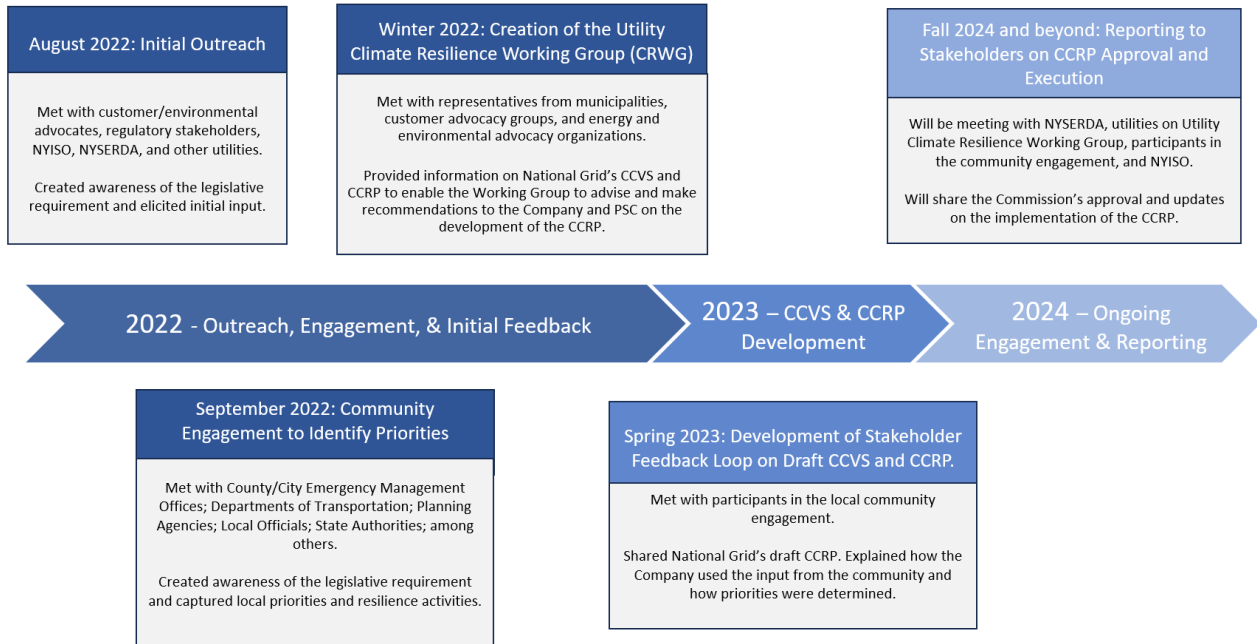 August 2022: Initial Outreach
Met with customer/environmental
advocates, regulatory stakeholders,
NYISO, NYSERDA, and other utilities.
Created awareness of the legislative
requirement and elicited initial input.
Winter 2022: Creation of the Utility
Climate Resilience Working Group (CRWG)
Met with representatives from municipalities,
customer advocacy groups, and energy and
environmental advocacy organizations.
Provided information on National Grid's CCVS and
CCRP to enable the Working Group to advise and make
recommendations to the Company and PSC on the
development of the CCRP.
Fall 2024 and beyond: Reporting to
Stakeholders on CCRP Approval and
Execution
Will be meeting with NYSERDA, utilities on Utility
Climate Resilience Working Group, participants in
the community engagement, and NYISO.
Will share the Commission's approval and updates
on the implementation of the CCRP.
2022 - Outreach, Engagement, & Initial Feedback
2023 – CCVS & CCRP
Development
2024 – Ongoing
Engagement & Reporting
September 2022: Community
Engagement to Identify Priorities
Met with County/City Emergency Management
Offices; Departments of Transportation; Planning
Agencies; Local Officials; State Authorities; among
others.
Created awareness of the legislative requirement
and captured local priorities and resilience activities.
Spring 2023: Development of Stakeholder
Feedback Loop on Draft CCVS and CCRP.
Met with participants in the local community
engagement.
Shared National Grid's draft CCRP. Explained how the
Company used the input from the community and
how priorities were determined.